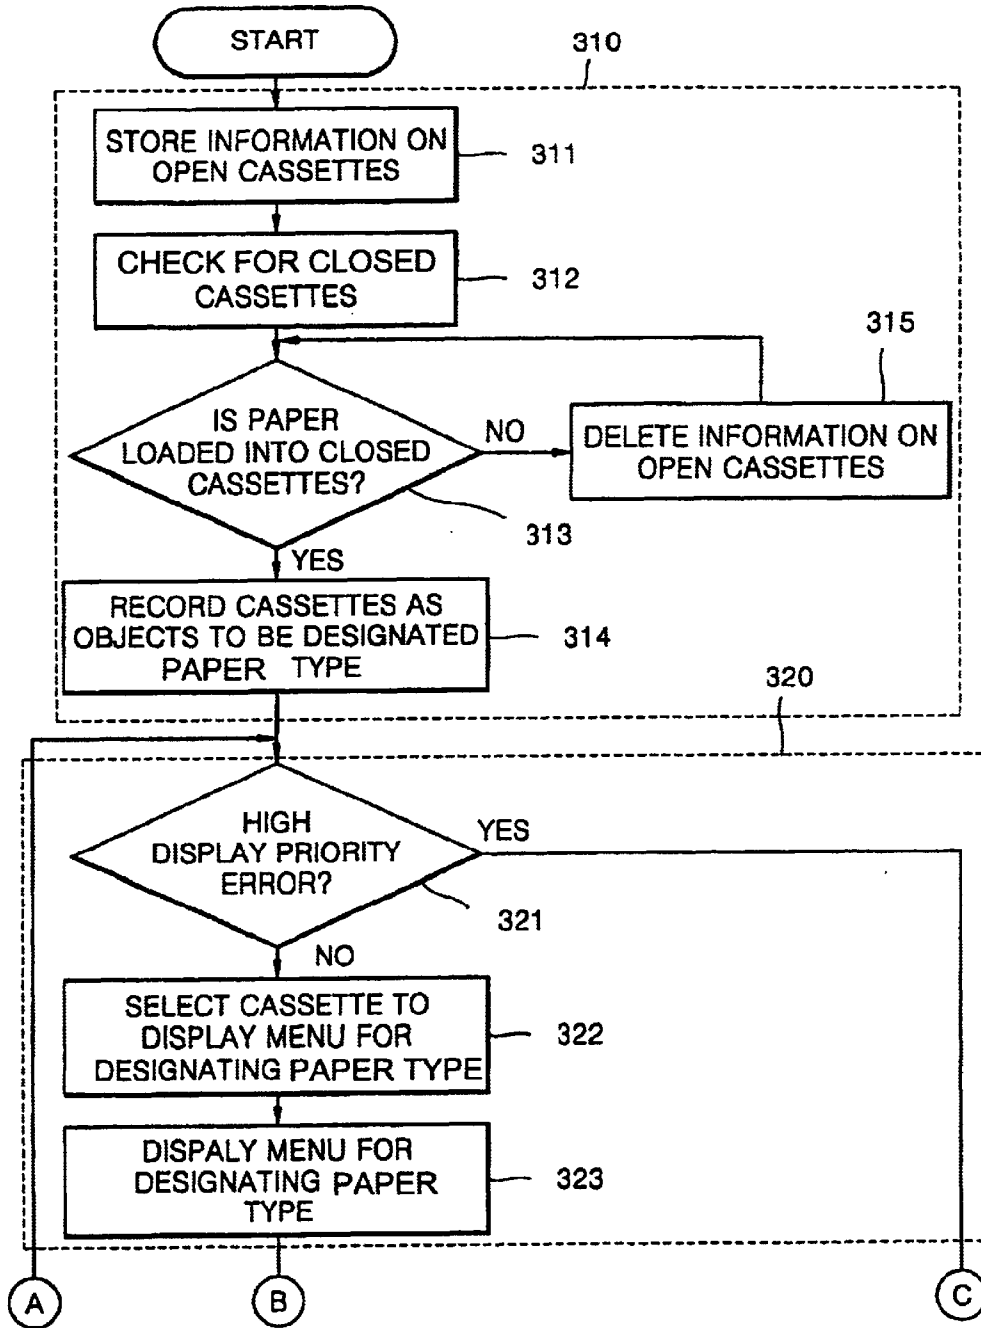 START
310
STORE INFORMATION ON
OPEN CASSETTES
311
CHECK FOR CLOSED
CASSETTES
312
315
IS PAPER
LOADED INTO CLOSED
CASSETTES?
NO
DELETE INFORMATION ON
OPEN CASSETTES
313
YES
RECORD CASSETTES AS
OBJECTS TO BE DESIGNATED
PAPER TYPE
314
320
HIGH
DISPLAY PRIORITY
ERROR?
YES
321
NO
SELECT CASSETTE TO
DISPLAY MENU FOR
DESIGNATING PAPER TYPE
322
DISPALY MENU FOR
DESIGNATING PAPER
TYPE
323
A
B
C